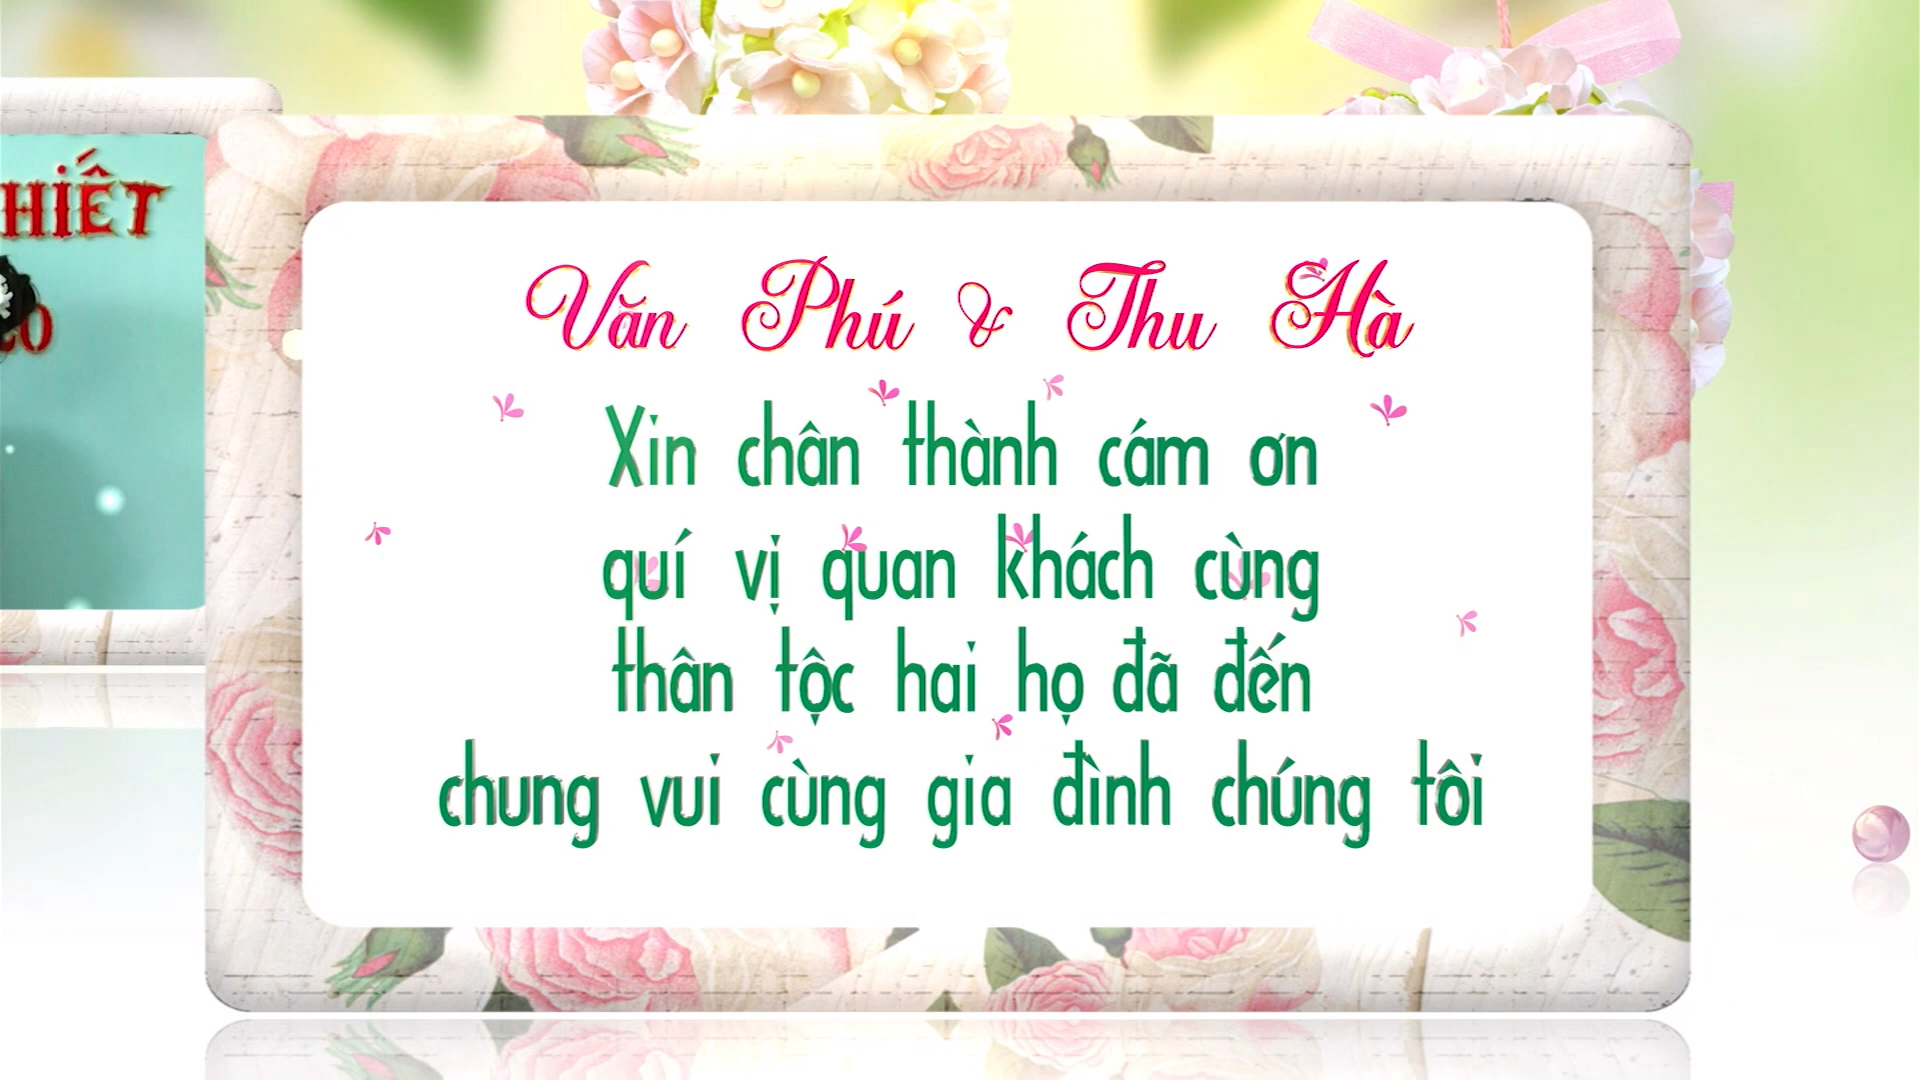 HIẾT
Văn Phú & Thu Hà
Xin chân thành cám ơn
quí vị quan khách cùng
thân tộc hai họ đã đến
chung vui cùng gia đình chúng tôi